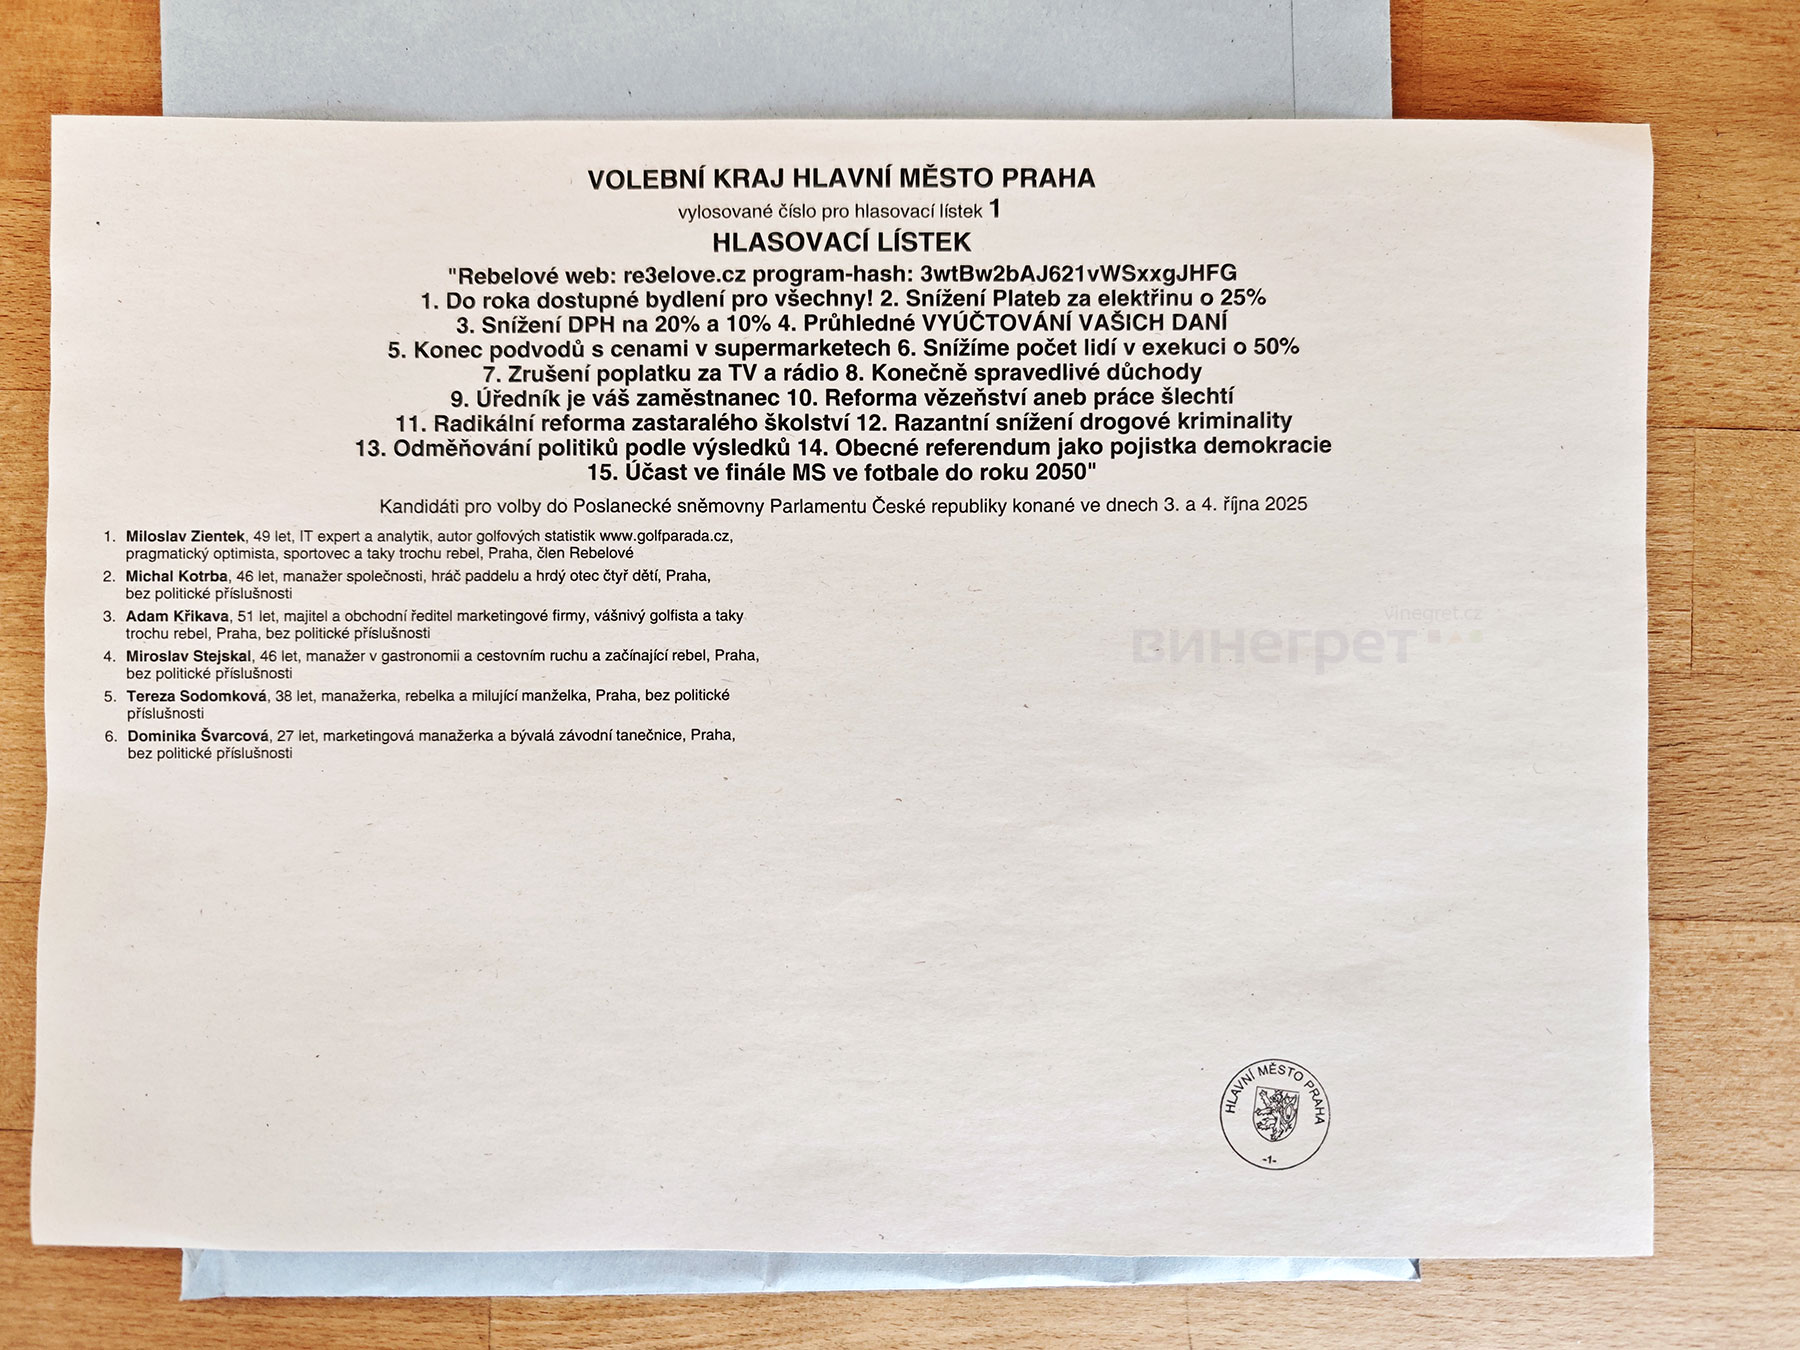 VOLEBNÍ KRAJ HLAVNÍ MĚSTO PRAHA
vylosované číslo pro hlasovací lístek 1
HLASOVACÍ LÍSTEK
"Rebelové web: re3elove.cz program-hash: 3wtBw2bAJ621vWSxxgJHFG
1. Do roka dostupné bydlení pro všechny! 2. Snížení Plateb za elektřinu o 25%
3. Snížení DPH na 20% a 10% 4. Průhledné VYÚČTOVÁNÍ VAŠICH DANÍ
5. Konec podvodů s cenami v supermarketech 6. Snížíme počet lidí v exekuci o 50%
7. Zrušení poplatku za TV a rádio 8. Konečně spravedlivé důchody
9. Úředník je váš zaměstnanec 10. Reforma vězeňství aneb práce šlechtí
11. Radikální reforma zastaralého školství 12. Razantní snížení drogové kriminality
13. Odměňování politiků podle výsledků 14. Obecné referendum jako pojistka demokracie
15. Účast ve finále MS ve fotbale do roku 2050"
Kandidáti pro volby do Poslanecké sněmovny Parlamentu České republiky konané ve dnech 3. a 4. října 2025
1. Miloslav Zientek, 49 let, IT expert a analytik, autor golfových statistik www.golfparada.cz,
pragmatický optimista, sportovec a taky trochu rebel, Praha, člen Rebelové
2. Michal Kotrba, 46 let, manažer společnosti, hráč paddelu a hrdý otec čtyř dětí, Praha,
bez politické příslušnosti
3. Adam Křikava, 51 let, majitel a obchodní ředitel marketingové firmy, vášnivý golfista a taky
trochu rebel, Praha, bez politické příslušnosti
4. Miroslav Stejskal, 46 let, manažer v gastronomii a cestovním ruchu a začínající rebel, Praha,
bez politické příslušnosti
5. Tereza Sodomková, 38 let, manažerka, rebelka a milující manželka, Praha, bez politické
příslušnosti
6. Dominika Švarcová, 27 let, marketingová manažerka a bývalá závodní tanečnice, Praha,
bez politické příslušnosti
vinegret.cz
винегрет
HLAVNÍ MĚSTO PRAHA
-1-